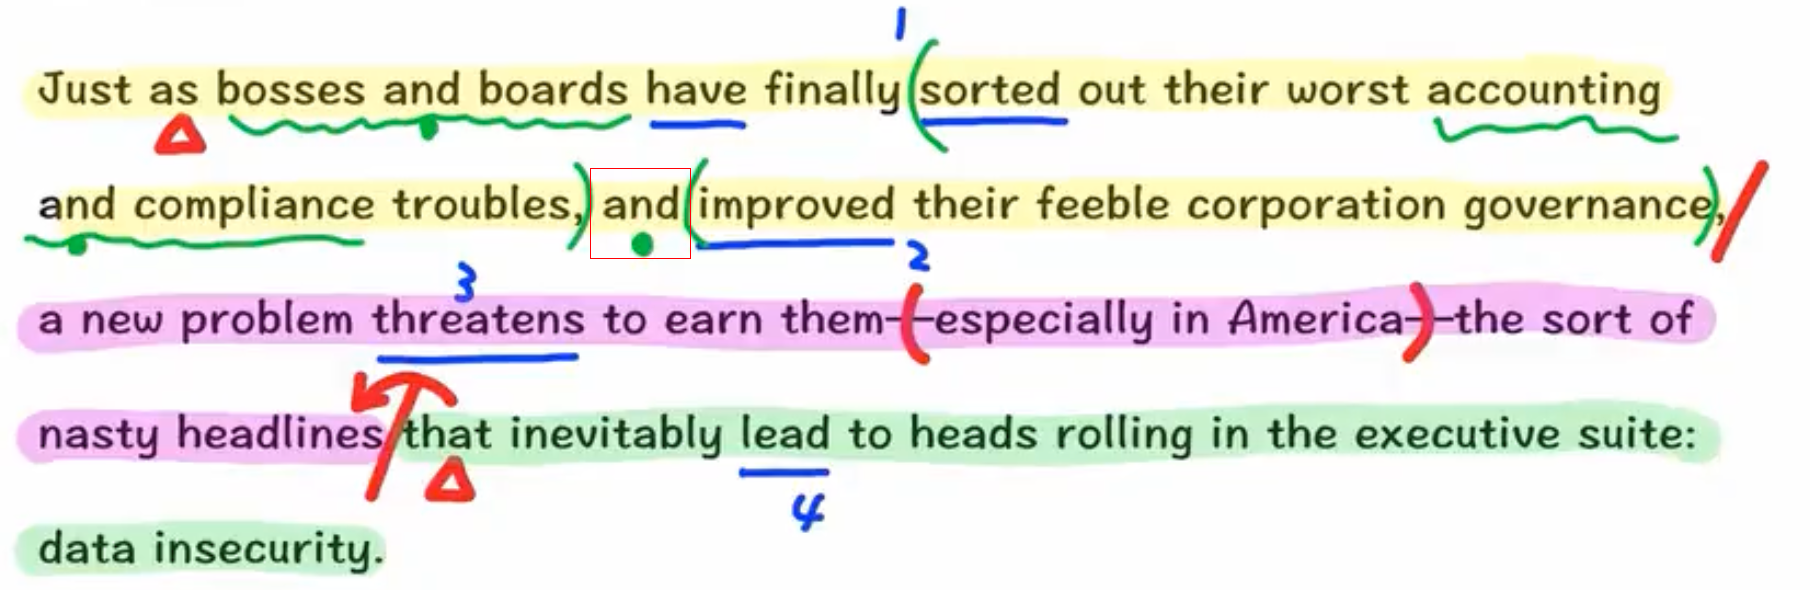 1
Just as bosses and boards have finally (sorted out their worst accounting
and compliance troubles,) and (improved their feeble corporation governance),
2
3
a new problem threatens to earn them—(—especially in America—)—the sort of
nasty headlines/that inevitably lead to heads rolling in the executive suite:
4
data insecurity.